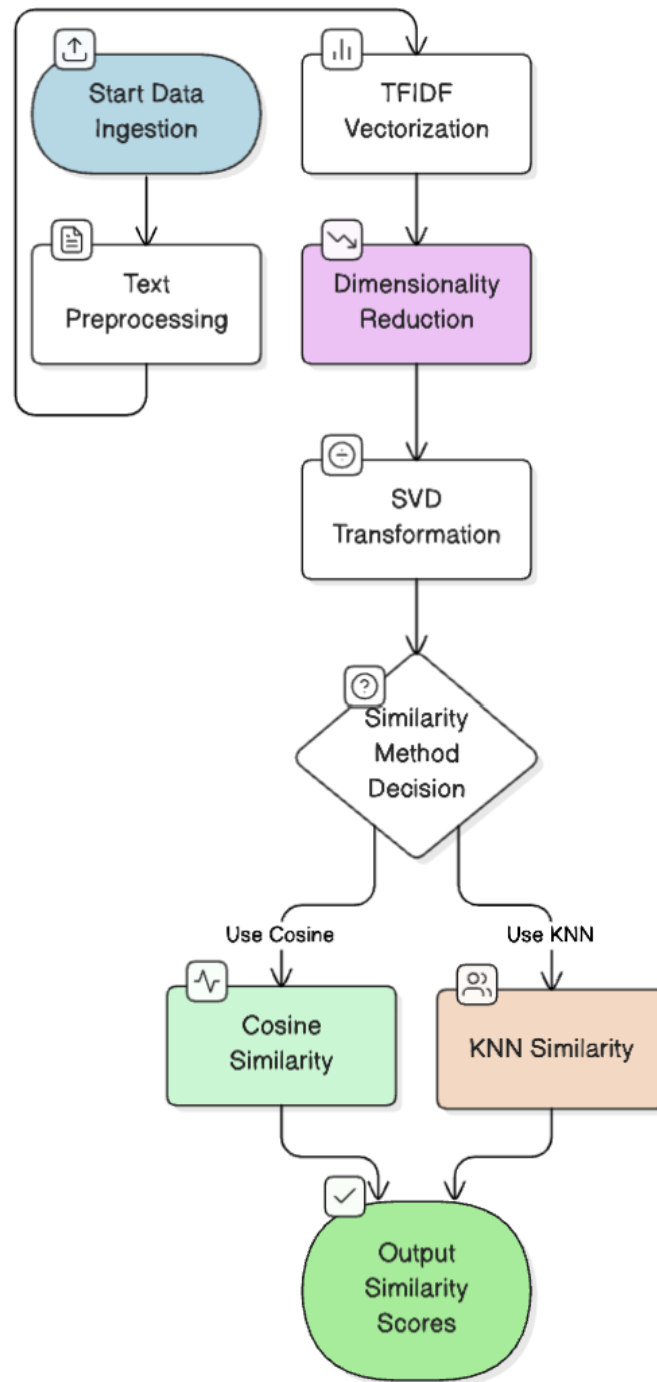 Start Data
Ingestion
Text
Preprocessing
TFIDF
Vectorization
Dimensionality
Reduction
SVD
Transformation
Similarity
Method
Decision
Use Cosine
Use KNN
Cosine
Similarity
KNN Similarity
Output
Similarity
Scores